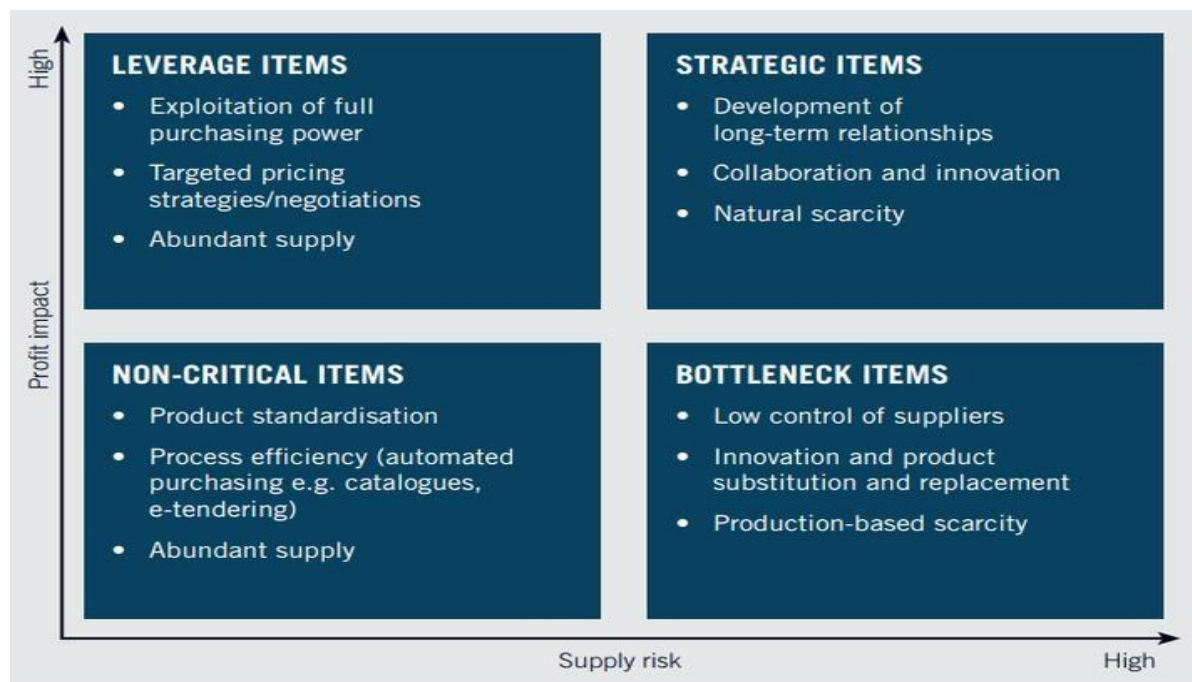 High
Profit impact
LEVERAGE ITEMS
• Exploitation of full
purchasing power
• Targeted pricing
strategies/negotiations
• Abundant supply
STRATEGIC ITEMS
• Development of
long-term relationships
• Collaboration and innovation
• Natural scarcity
NON-CRITICAL ITEMS
• Product standardisation
• Process efficiency (automated
purchasing e.g. catalogues,
e-tendering)
• Abundant supply
BOTTLENECK ITEMS
• Low control of suppliers
• Innovation and product
substitution and replacement
• Production-based scarcity
Supply risk
High